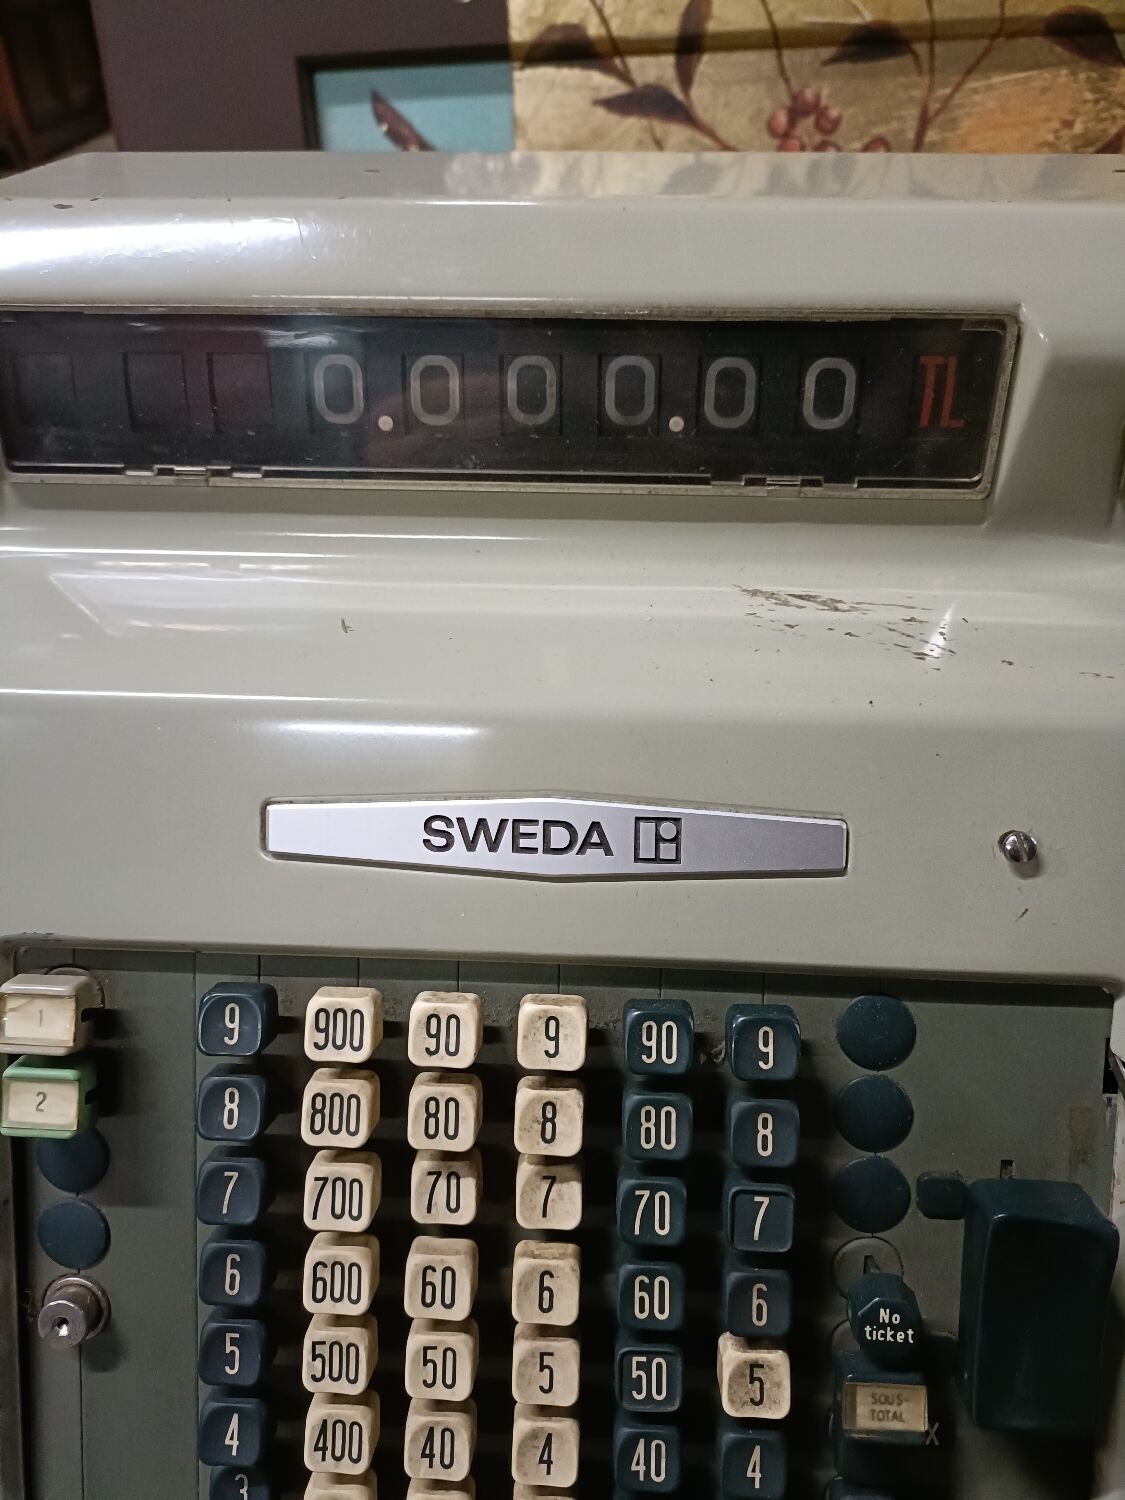 0.000.00 TL
SWEDA
1
2
9 900 90 9 90 9
8 800 80 8 80 8
7 700 70 7 70 7
6 600 60 6 60 6
No
ticket
5 500 50 5 50 5
SOUS-
TOTAL
X
4 400 40 4 40 4
3